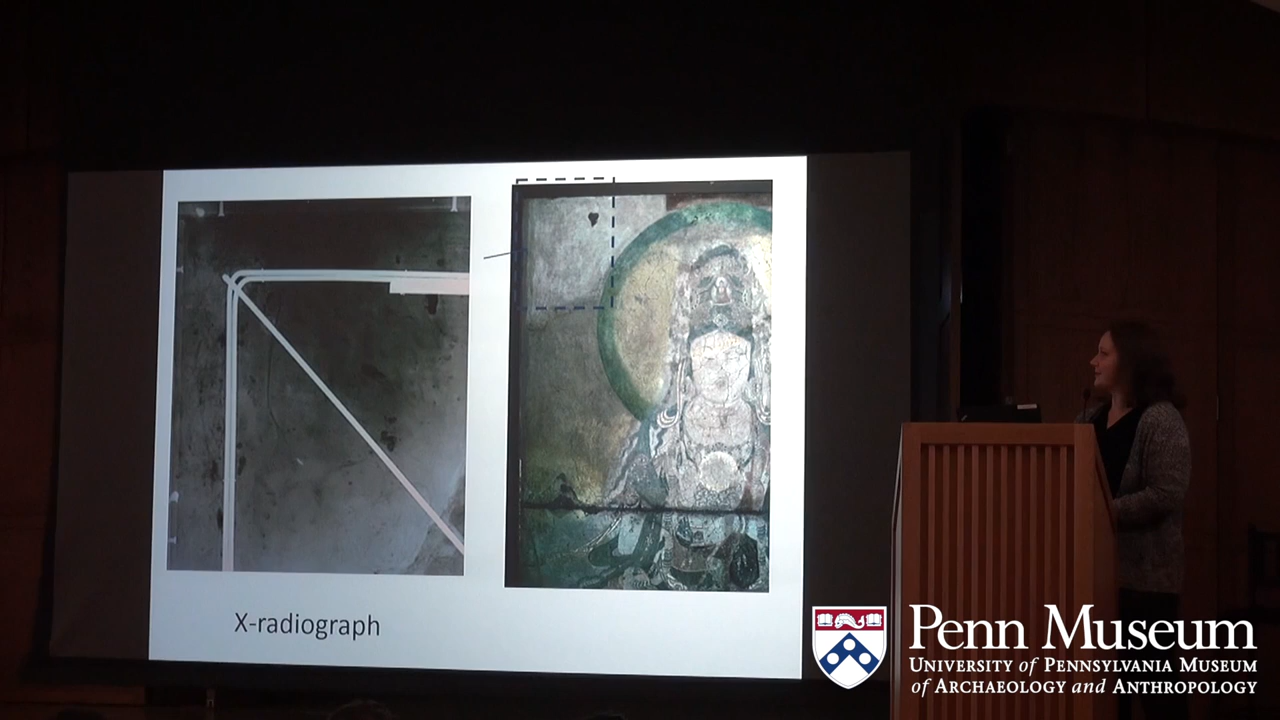 X-radiograph
Penn Museum
University of Pennsylvania Museum
of Archaeology and Anthropology